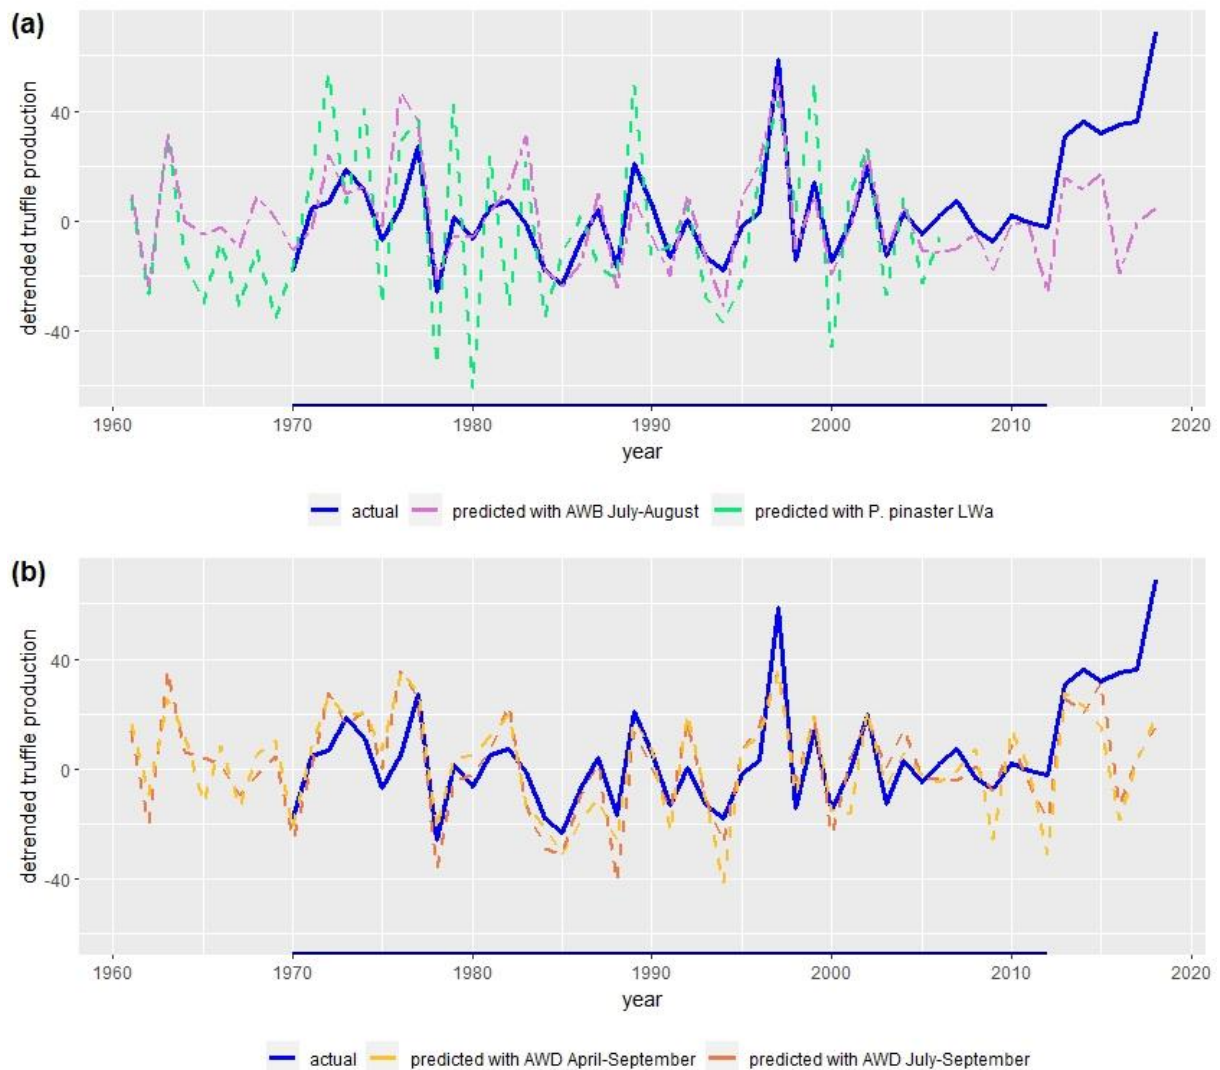 (a)
detrended truffle production
40
0
-40
1960 1970 1980 1990 2000 2010 2020
year
actual predicted with AWB July-August predicted with P. pinaster LWa
(b)
detrended truffle production
40
0
-40
1960 1970 1980 1990 2000 2010 2020
year
actual predicted with AWD April-September predicted with AWD July-September